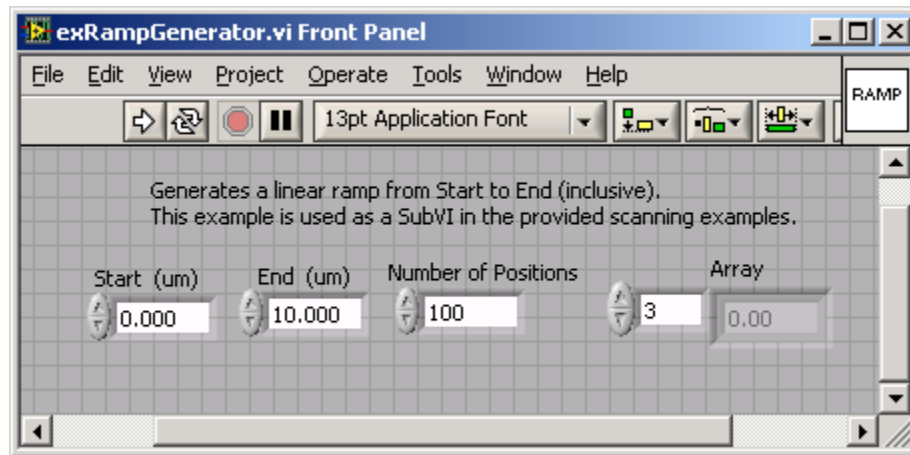 exRampGenerator.vi Front Panel
File Edit View Project Operate Tools Window Help
RAMP
13pt Application Font
Generates a linear ramp from Start to End (inclusive).
This example is used as a SubVI in the provided scanning examples.
Start (um) End (um) Number of Positions Array
0.000 10.000 100 3 0.00